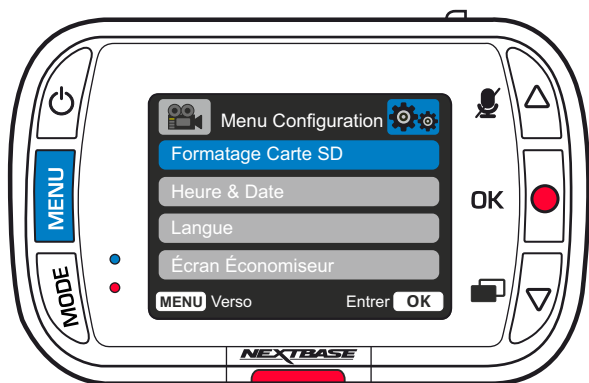 Menu Configuration
Formatage Carte SD
Heure & Date
Langue
Écran Économiseur
MENU Verso Entrer OK
MENU
MODE
OK
NEXTBASE